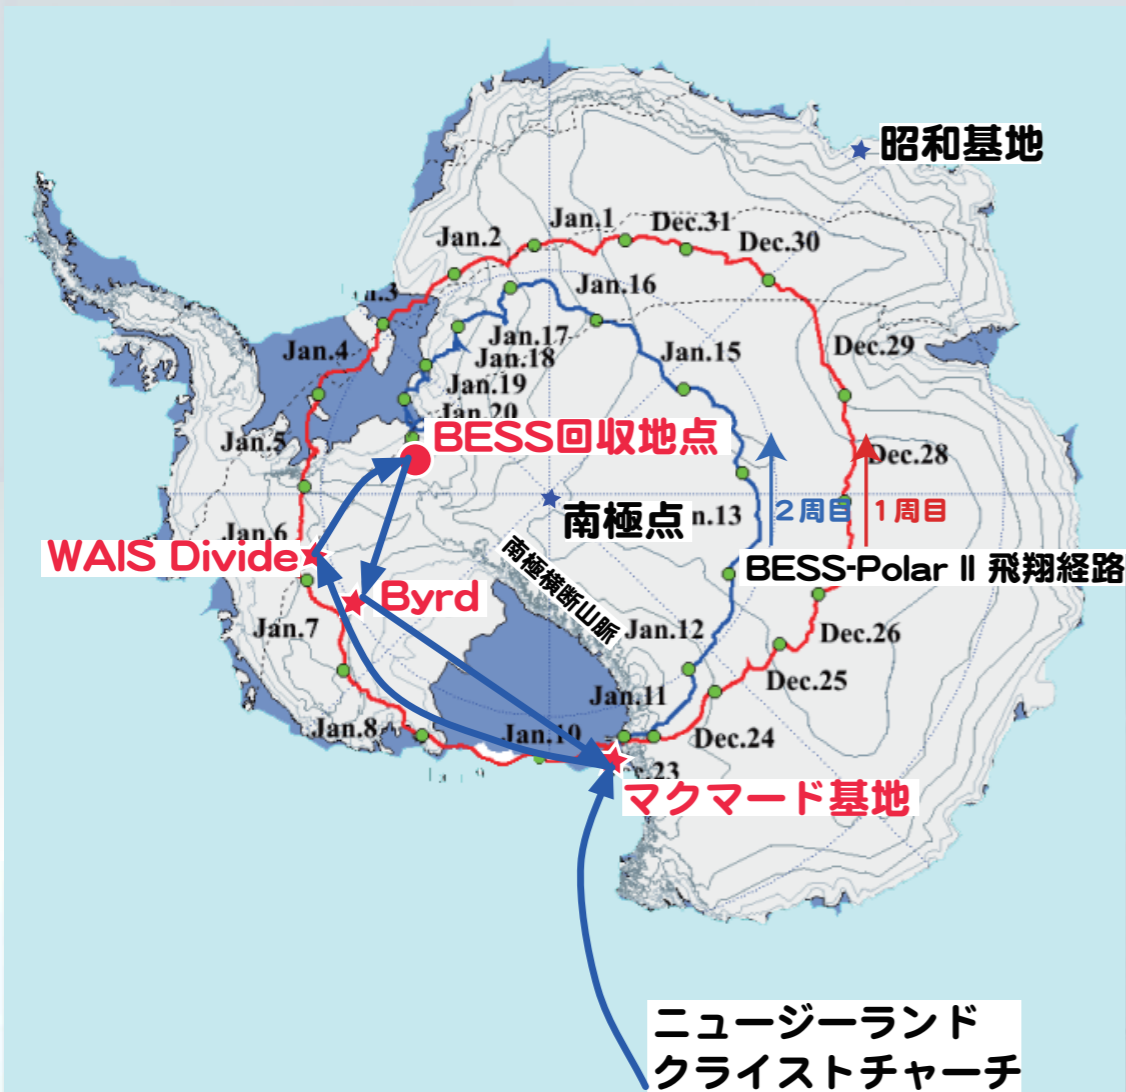 昭和基地
Jan.1
Dec.31
Jan.2
Dec.30
Jan.16
Jan.17
Dec.29
Jan.4
Jan.18
Jan.15
Jan.19
Jan.20
BESS回収地点
Jan.5
Dec.28
南極点
2周目
1周目
Jan.6
WAIS Divide
南極横断山脈
BESS-Polar II 飛翔経路
Byrd
Jan.7
Jan.12
Dec.26
Dec.25
Jan.11
Jan.8
Jan.10
Dec.24
マクマード基地
ニュージーランド
クライストチャーチ